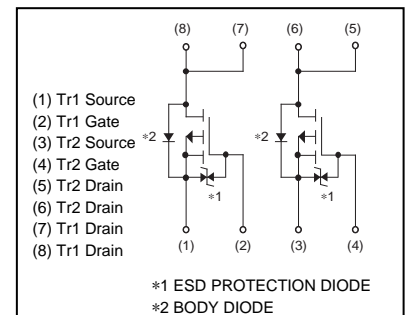 (8) (7) (6) (5)
(1) Tr1 Source
(2) Tr1 Gate
(3) Tr2 Source
(4) Tr2 Gate
(5) Tr2 Drain
(6) Tr2 Drain
(7) Tr1 Drain
(8) Tr1 Drain
∗2 ∗2
∗1 ∗1
(1) (2) (3) (4)
∗1 ESD PROTECTION DIODE
∗2 BODY DIODE